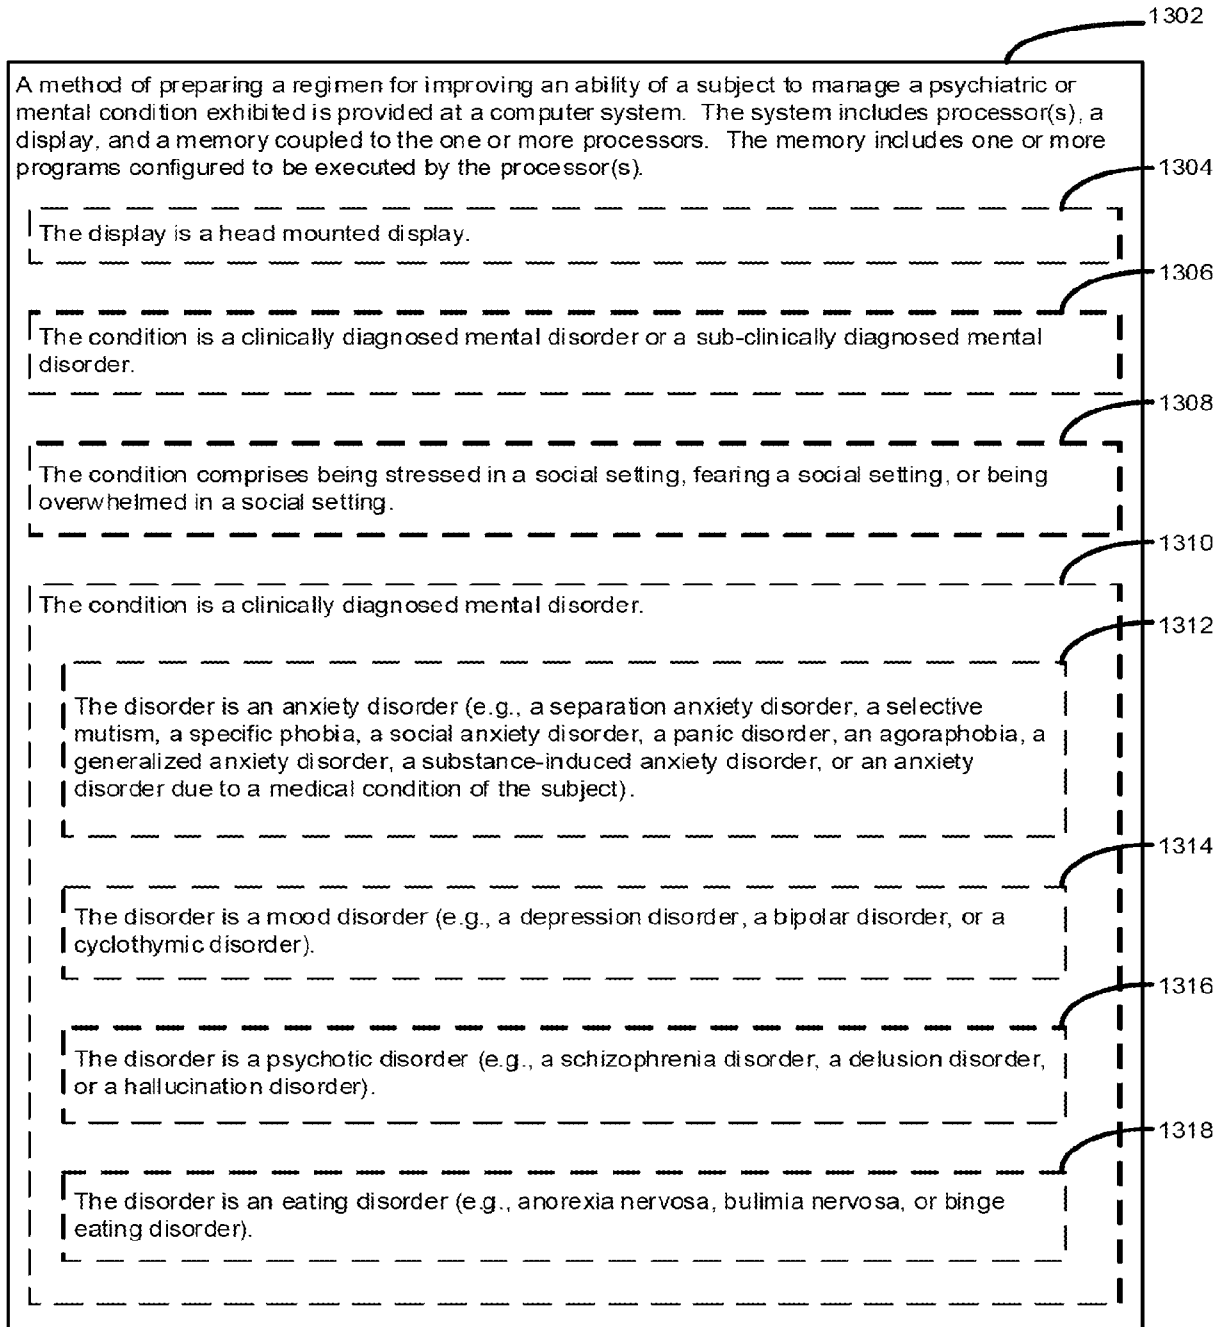 1302
A method of preparing a regimen for improving an ability of a subject to manage a psychiatric or
mental condition exhibited is provided at a computer system. The system includes processor(s), a
display, and a memory coupled to the one or more processors. The memory includes one or more
programs configured to be executed by the processor(s).
1304
The display is a head mounted display.
1306
The condition is a clinically diagnosed mental disorder or a sub-clinically diagnosed mental
disorder.
1308
The condition comprises being stressed in a social setting, fearing a social setting, or being
overwhelmed in a social setting.
1310
The condition is a clinically diagnosed mental disorder.
1312
The disorder is an anxiety disorder (e.g., a separation anxiety disorder, a selective
mutism, a specific phobia, a social anxiety disorder, a panic disorder, an agoraphobia, a
generalized anxiety disorder, a substance-induced anxiety disorder, or an anxiety
disorder due to a medical condition of the subject).
1314
The disorder is a mood disorder (e.g., a depression disorder, a bipolar disorder, or a
cyclothymic disorder).
1316
The disorder is a psychotic disorder (e.g., a schizophrenia disorder, a delusion disorder,
or a hallucination disorder).
1318
The disorder is an eating disorder (e.g., anorexia nervosa, bulimia nervosa, or binge
eating disorder).